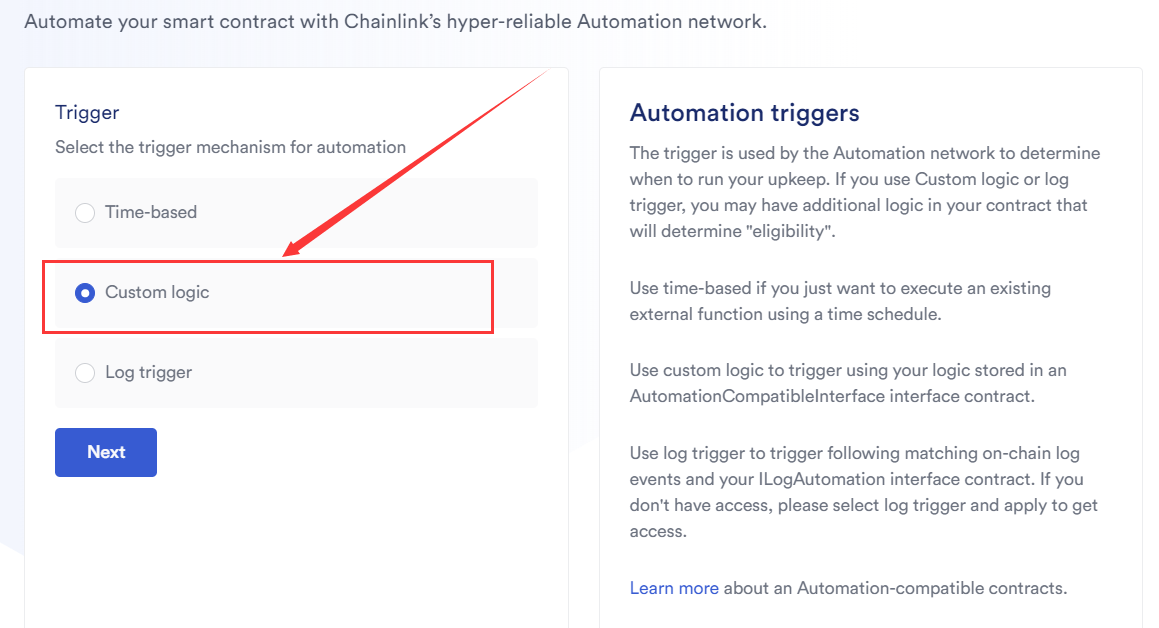 Automate your smart contract with Chainlink’s hyper-reliable Automation network.
Trigger
Select the trigger mechanism for automation
Time-based
Custom logic
Log trigger
Next
Automation triggers
The trigger is used by the Automation network to determine
when to run your upkeep. If you use Custom logic or log
trigger, you may have additional logic in your contract that
will determine "eligibility".
Use time-based if you just want to execute an existing
external function using a time schedule.
Use custom logic to trigger using your logic stored in an
AutomationCompatibleInterface interface contract.
Use log trigger to trigger following matching on-chain log
events and your ILogAutomation interface contract. If you
don't have access, please select log trigger and apply to get
access.
Learn more about an Automation-compatible contracts.